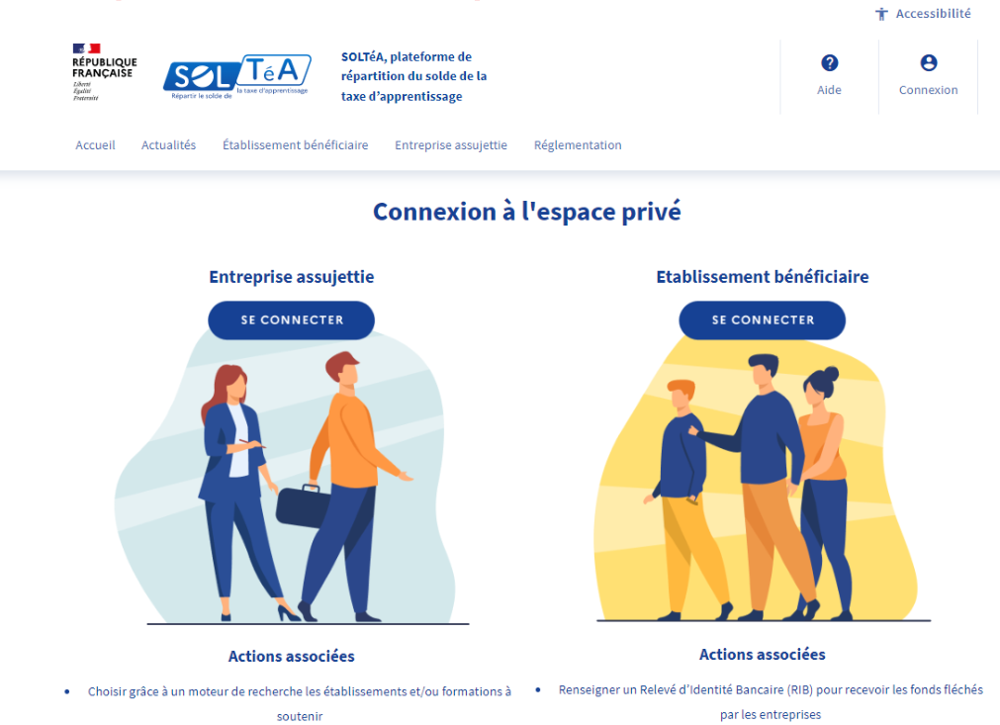 Accessibilité
RÉPUBLIQUE
FRANÇAISE
Liberté
Égalité
Fraternité
SOLTéA
Répartir le solde de la taxe d'apprentissage
SOLTéA, plateforme de
répartition du solde de la
taxe d'apprentissage
Aide
Connexion
Accueil Actualités Établissement bénéficiaire Entreprise assujettie Réglementation
Connexion à l'espace privé
Entreprise assujettie
SE CONNECTER
Actions associées
• Choisir grâce à un moteur de recherche les établissements et/ou formations à
soutenir
Etablissement bénéficiaire
SE CONNECTER
Actions associées
• Renseigner un Relevé d'Identité Bancaire (RIB) pour recevoir les fonds fléchés
par les entreprises